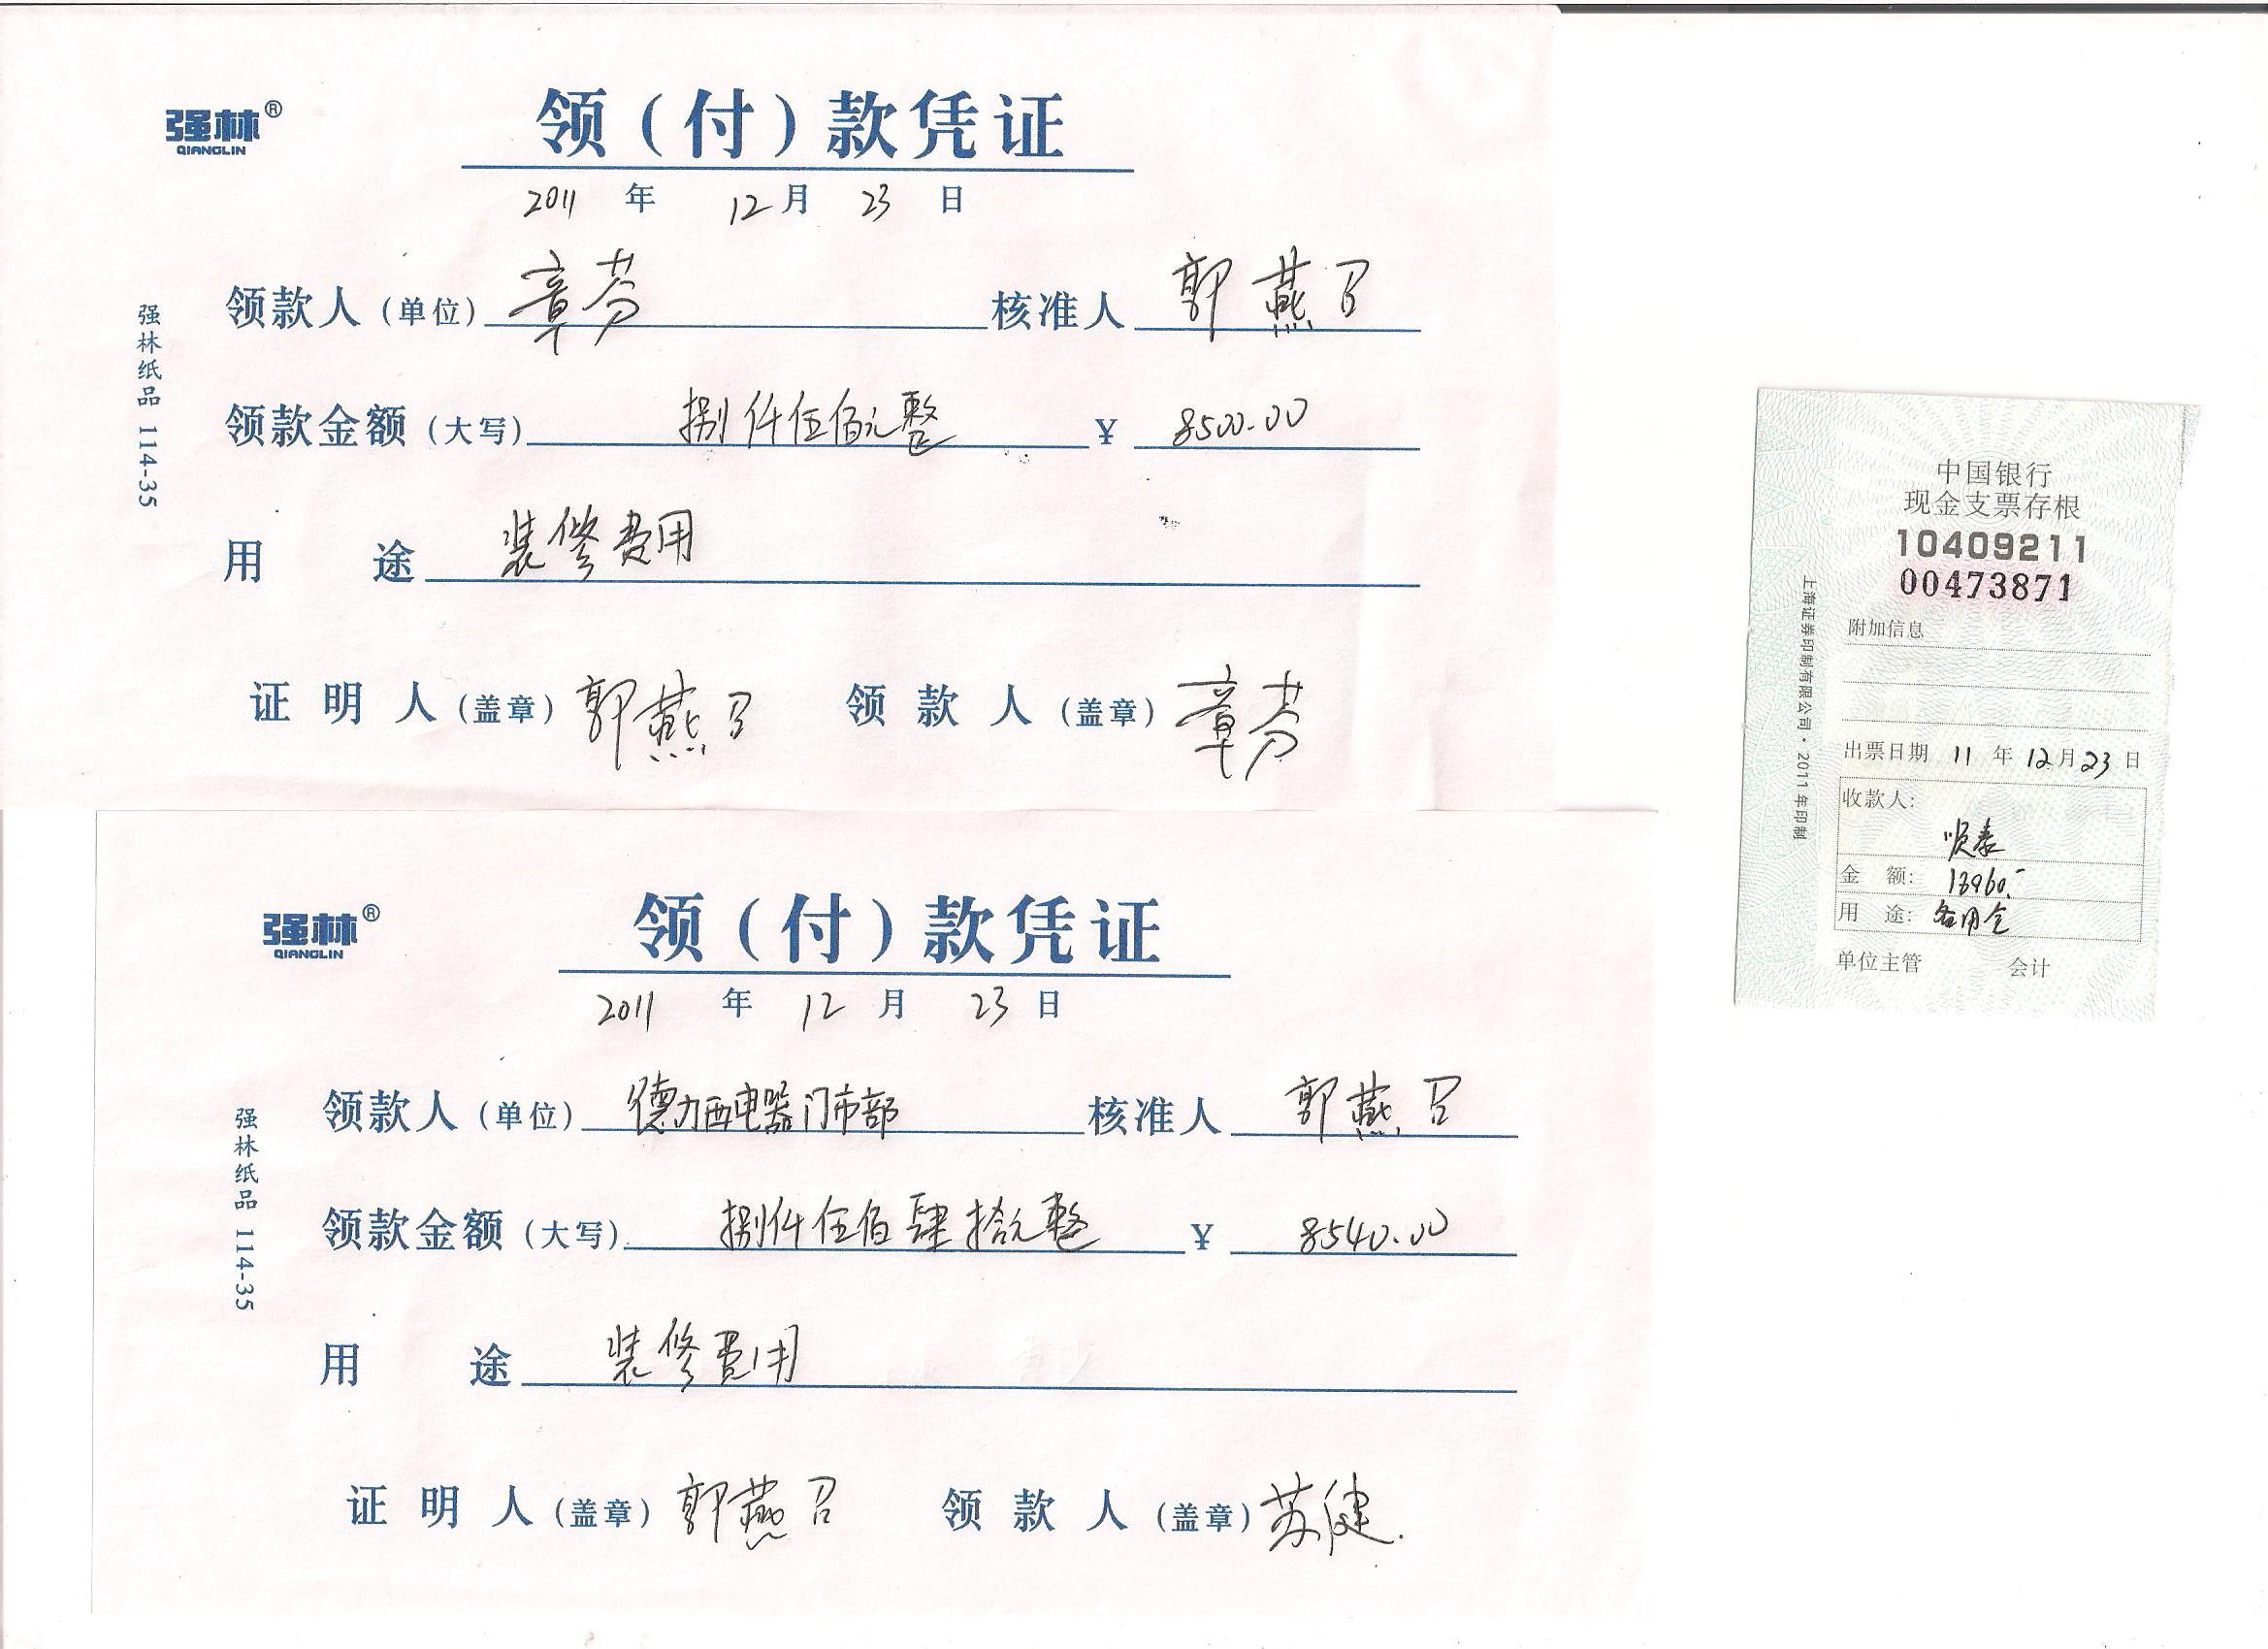 强林®
QIANGLIN
领（付）款凭证
2011 年 12 月 23 日
领款人（单位） 章芬 核准人 郭燕召
领款金额（大写） 捌仟伍佰元整 ¥ 8500.00
用 途 装修费用
证 明 人（盖章） 郭燕召 领 款 人（盖章） 章芬
强林纸品 114-35
强林®
QIANGLIN
领（付）款凭证
2011 年 12 月 23 日
领款人（单位） 德力西电器门市部 核准人 郭燕召
领款金额（大写） 捌仟伍佰肆拾元整 ¥ 8540.00
用 途 装修费用
证 明 人（盖章） 郭燕召 领 款 人（盖章） 苏健.
强林纸品 114-35
中国银行
现金支票存根
10409211
00473871
附加信息
出票日期 11 年 12 月 23 日
收款人:
顺泰
金 额: 13960.-
用 途: 备用金
单位主管 会计
上海证券印制有限公司·2011年印制